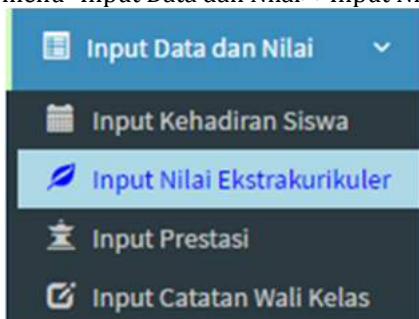 Input Data dan Nilai
Input Kehadiran Siswa
Input Nilai Ekstrakurikuler
Input Prestasi
Input Catatan Wali Kelas